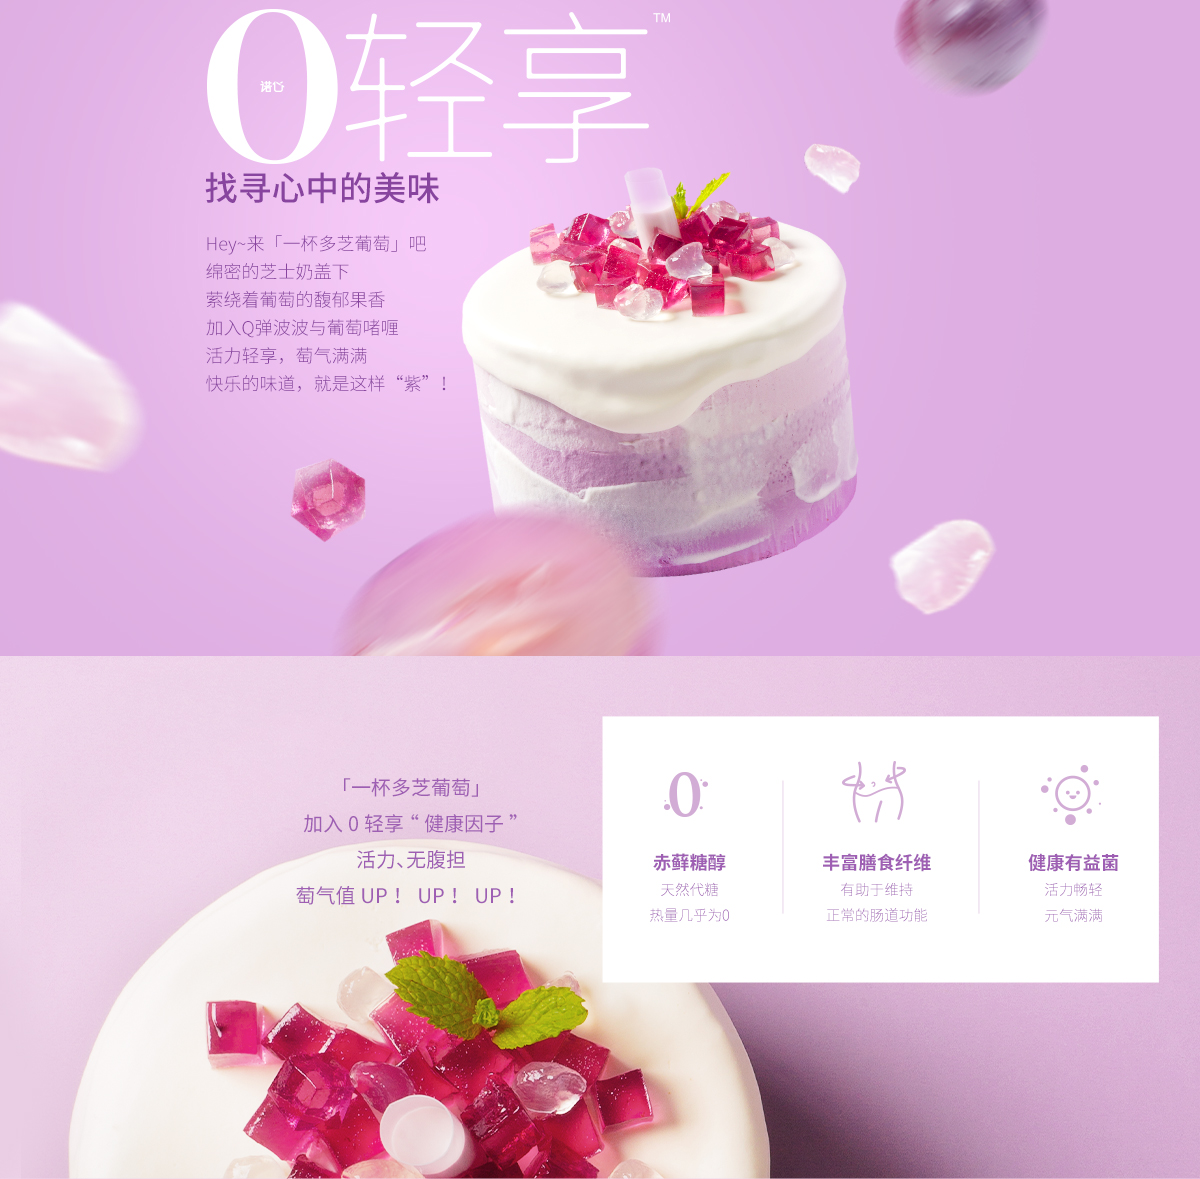 0轻享™
诺心
找寻心中的美味
Hey~来「一杯多芝葡萄」吧
绵密的芝士奶盖下
萦绕着葡萄的馥郁果香
加入Q弹波波与葡萄啫喱
活力轻享，萄气满满
快乐的味道，就是这样“紫”！
「一杯多芝葡萄」
加入 0 轻享 “ 健康因子 ”
活力、无腹担
萄气值 UP！ UP！ UP！
0
赤藓糖醇
天然代糖
热量几乎为0
丰富膳食纤维
有助于维持
正常的肠道功能
健康有益菌
活力畅轻
元气满满